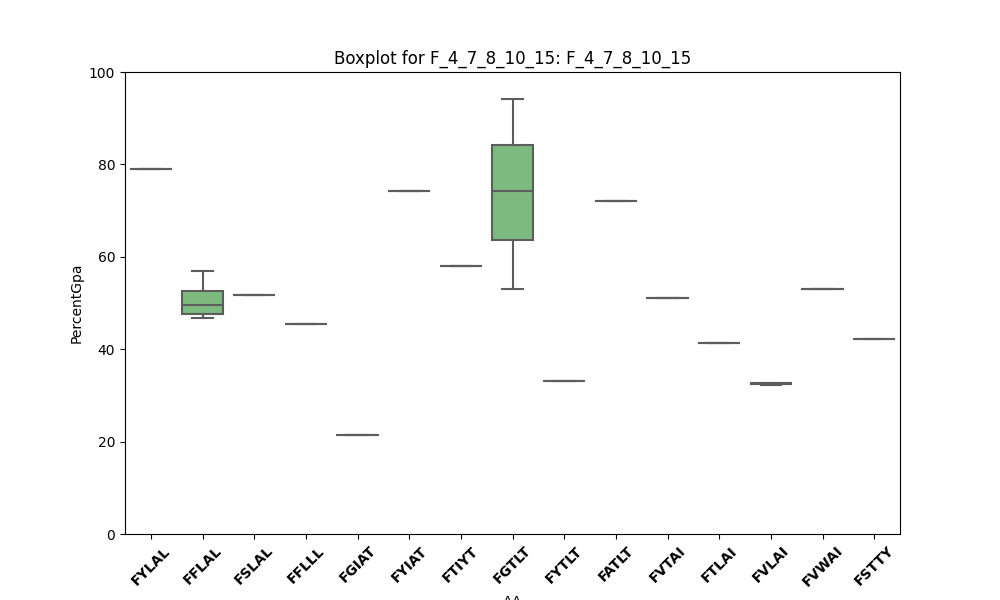 Boxplot for F_4_7_8_10_15: F_4_7_8_10_15
100
80
60
40
20
0
PercentGpa
FYLAL
FFLAL
FSLAL
FFLLL
FGIAT
FYIAT
FTIYT
FGTLT
FYTLT
FATLT
FVTAI
FTLAI
FVLAI
FVWAI
FSTTY
AA